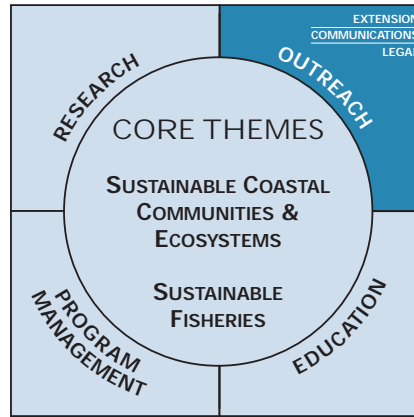 EXTENSION
COMMUNICATIONS
LEGAL
RESEARCH
OUTREACH
CORE THEMES
SUSTAINABLE COASTAL
COMMUNITIES &
ECOSYSTEMS
SUSTAINABLE
FISHERIES
PROGRAM
MANAGEMENT
EDUCATION